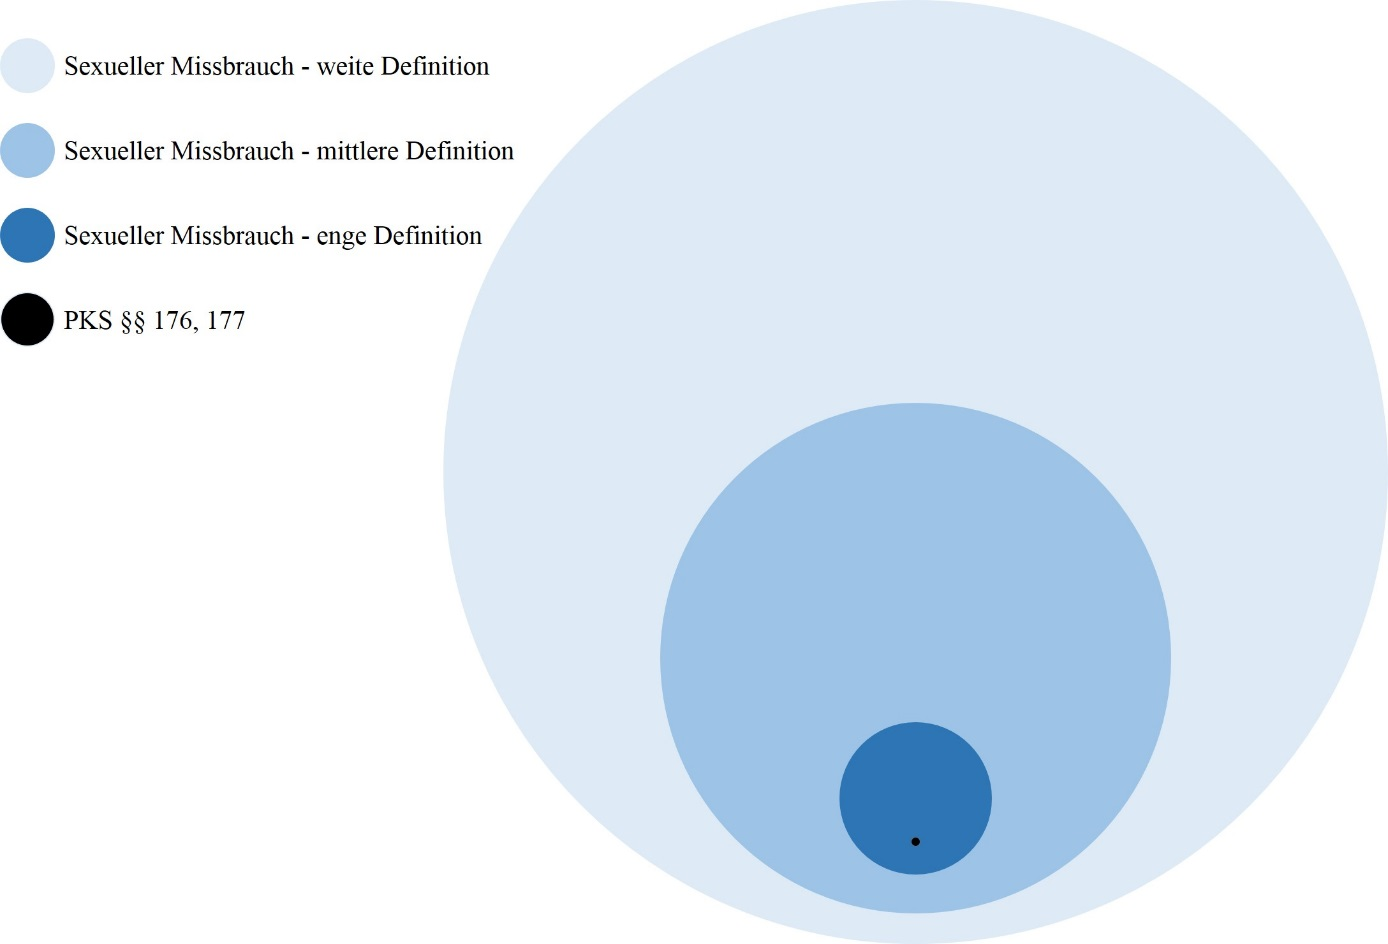 Sexueller Missbrauch - weite Definition
Sexueller Missbrauch - mittlere Definition
Sexueller Missbrauch - enge Definition
PKS §§ 176, 177